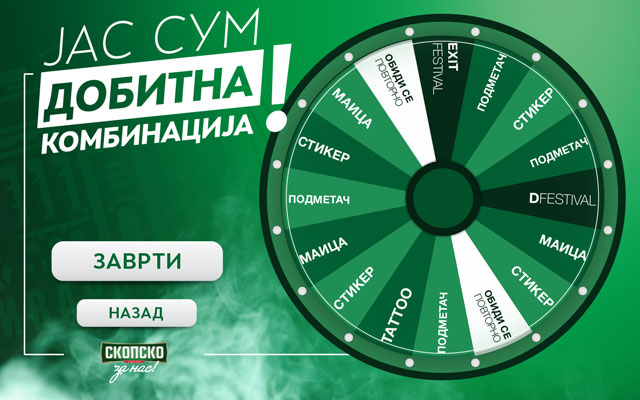 ЈАС СУМ
ДОБИТНА
КОМБИНАЦИЈА!
ЗАВРТИ
НАЗАД
СКОПСКО
за нас!
EXIT
FESTIVAL
ПОДМЕТАЧ
СТИКЕР
ПОДМЕТАЧ
DFESTIVAL
МАИЦА
СТИКЕР
ОБИДИ СЕ
ПОВТОРНО
ПОДМЕТАЧ
TATTOO
СТИКЕР
МАИЦА
ПОДМЕТАЧ
СТИКЕР
МАИЦА
ОБИДИ СЕ
ПОВТОРНО